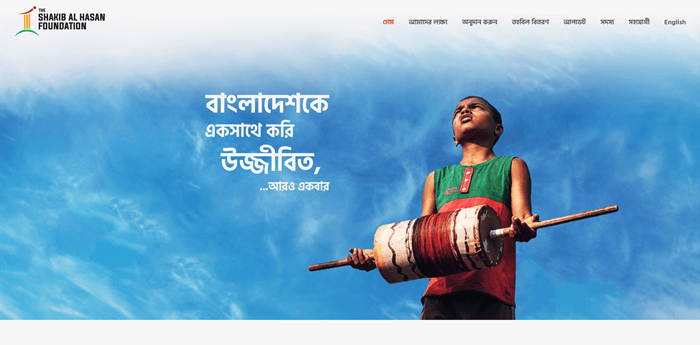 THE
SHAKIB AL HASAN
FOUNDATION
হোম আমাদের লক্ষ্য অনুদান করুন তহবিল বিতরণ আপডেট সদস্য সহযোগী English
বাংলাদেশকে
একসাথে করি
উজ্জীবিত,
...আরও একবার